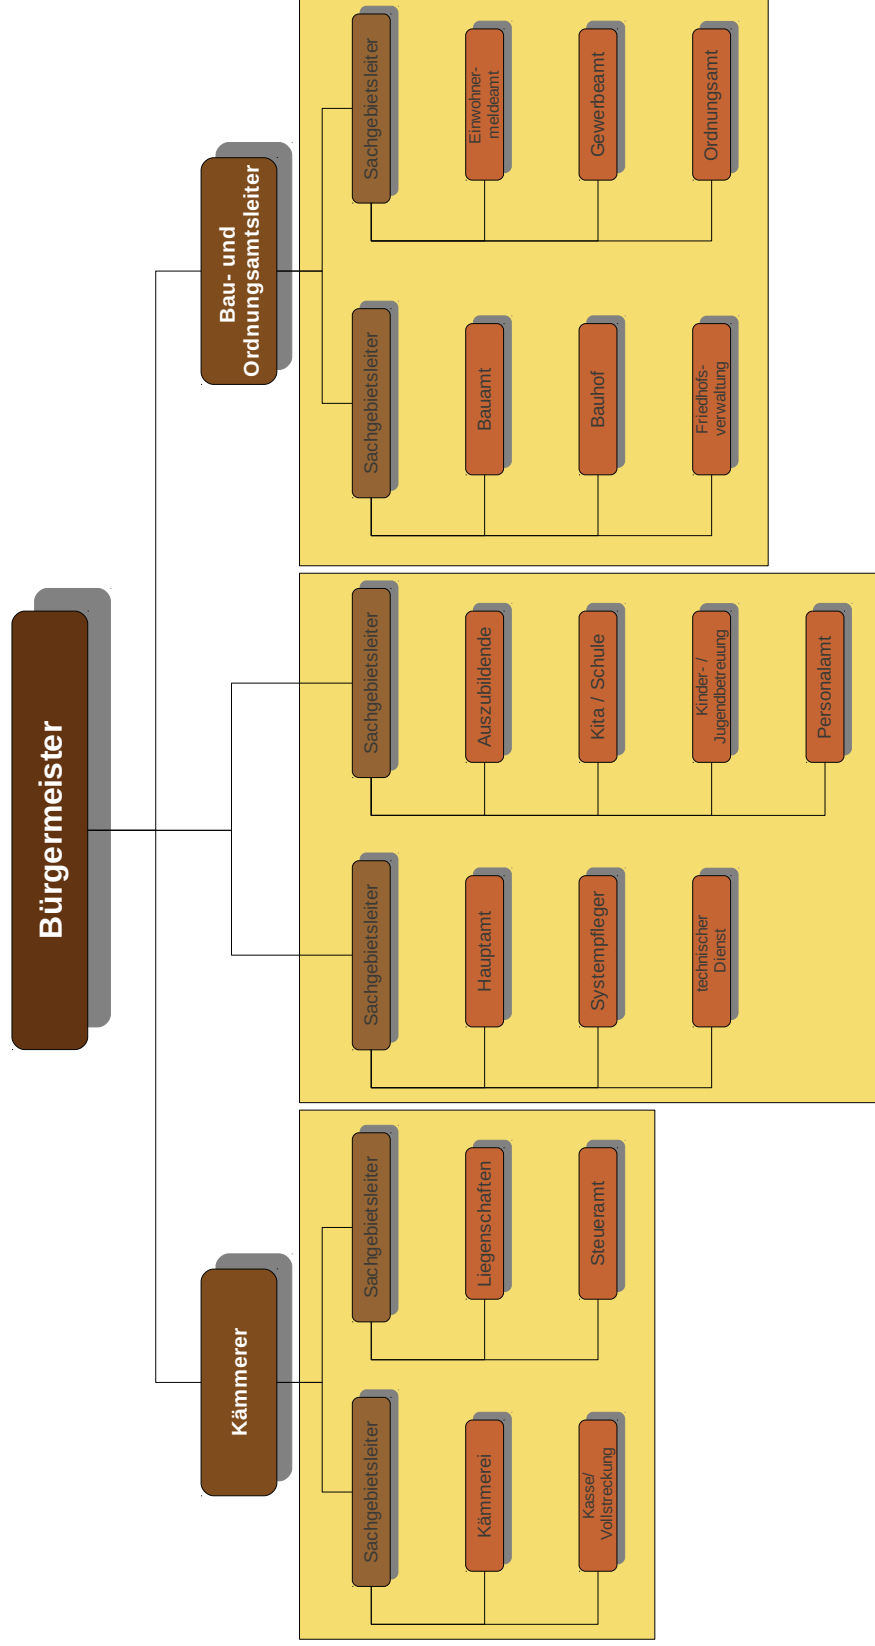 Bürgermeister
Kämmerer
Bau- und
Ordnungsamtsleiter
Sachgebietsleiter
Sachgebietsleiter
Sachgebietsleiter
Sachgebietsleiter
Sachgebietsleiter
Sachgebietsleiter
Kämmerei
Liegenschaften
Hauptamt
Auszubildende
Bauamt
Einwohner-
meldeamt
Kasse/
Vollstreckung
Steueramt
Systempfleger
Kita / Schule
Bauhof
Gewerbeamt
technischer
Dienst
Kinder- /
Jugendbetreuung
Friedhofs-
verwaltung
Ordnungsamt
Personalamt